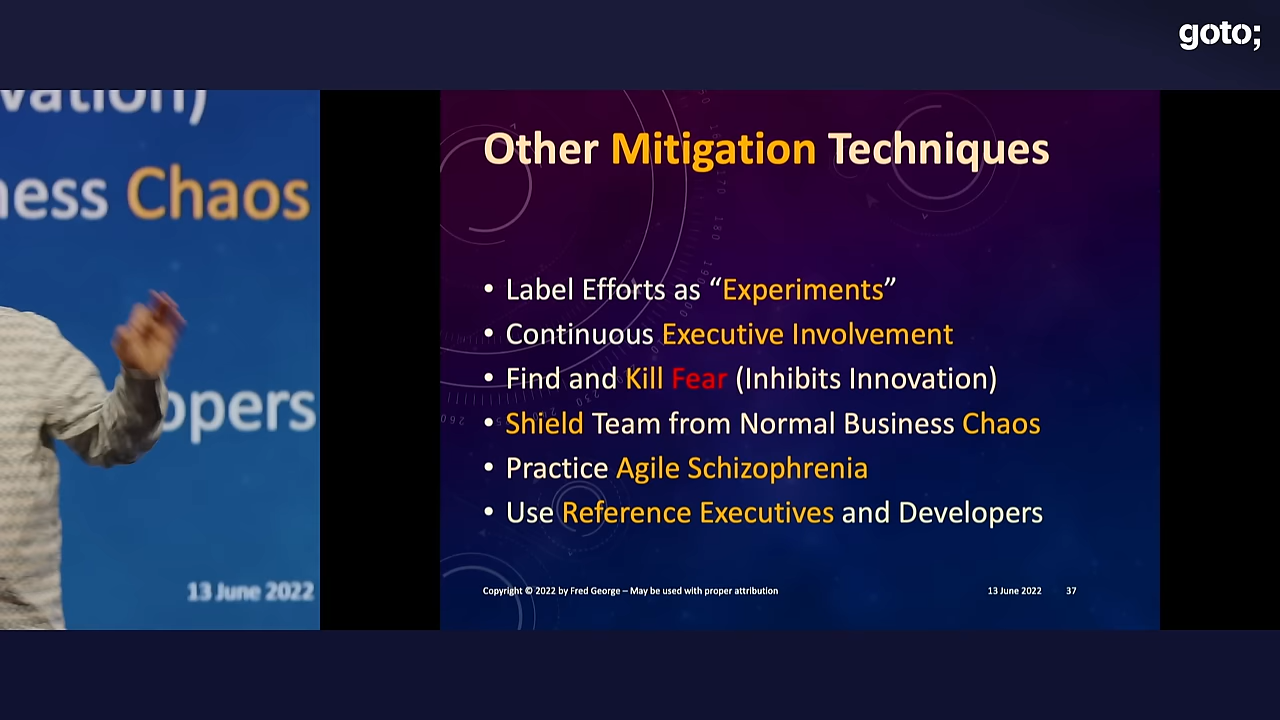 goto;
vation)
ness Chaos
opers
13 June 2022
Other Mitigation Techniques
• Label Efforts as “Experiments”
• Continuous Executive Involvement
• Find and Kill Fear (Inhibits Innovation)
• Shield Team from Normal Business Chaos
• Practice Agile Schizophrenia
• Use Reference Executives and Developers
Copyright © 2022 by Fred George – May be used with proper attribution
13 June 2022
37